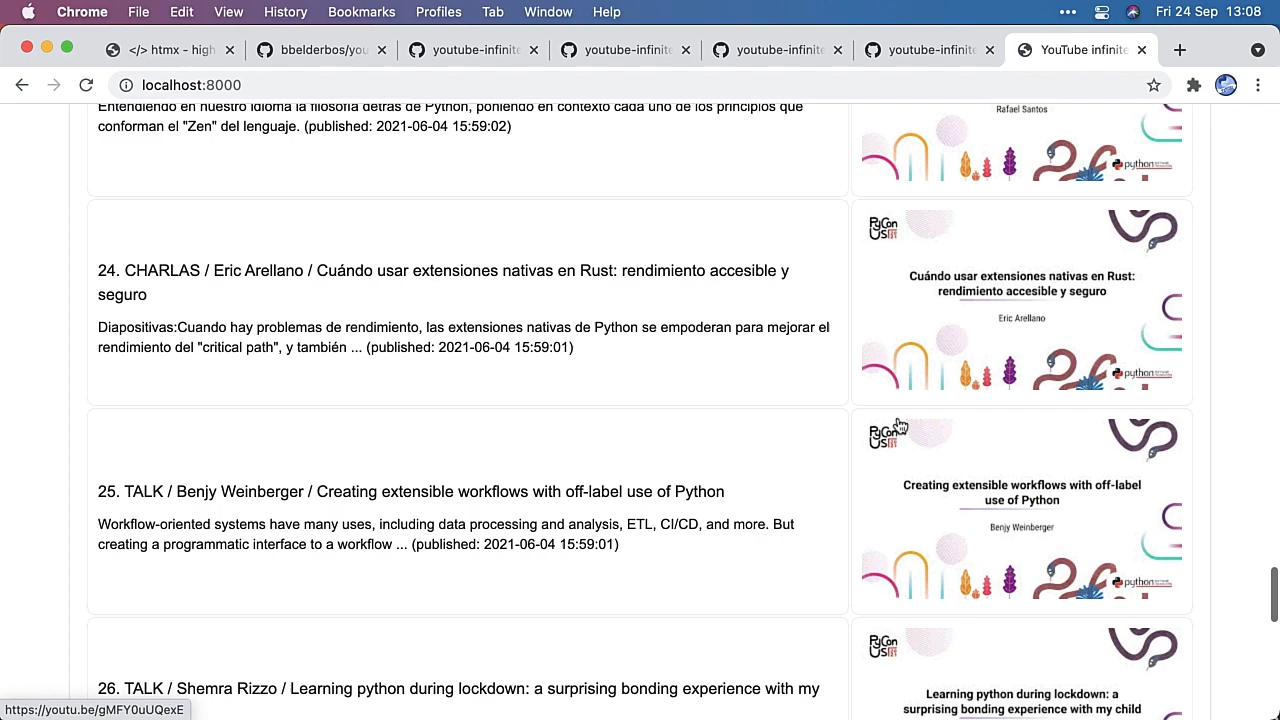 Chrome File Edit View History Bookmarks Profiles Tab Window Help Fri 24 Sep 13:08
</> htmx - high bbelderbos/you youtube-infinite youtube-infinite youtube-infinite youtube-infinite YouTube infinite
localhost:8000
Entendiendo en nuestro idioma la filosofía detrás de Python, poniendo en contexto cada uno de los principios que
conforman el "Zen" del lenguaje. (published: 2021-06-04 15:59:02)
Rafael Santos
python
24. CHARLAS / Eric Arellano / Cuándo usar extensiones nativas en Rust: rendimiento accesible y
seguro
Diapositivas:Cuando hay problemas de rendimiento, las extensiones nativas de Python se empoderan para mejorar el
rendimiento del "critical path", y también ... (published: 2021-06-04 15:59:01)
PyCon
US
Cuándo usar extensiones nativas en Rust:
rendimiento accesible y seguro
Eric Arellano
python
25. TALK / Benjy Weinberger / Creating extensible workflows with off-label use of Python
Workflow-oriented systems have many uses, including data processing and analysis, ETL, CI/CD, and more. But
creating a programmatic interface to a workflow ... (published: 2021-06-04 15:59:01)
PyCon
US
Creating extensible workflows with off-label
use of Python
Benjy Weinberger
python
26. TALK / Shemra Rizzo / Learning python during lockdown: a surprising bonding experience with my
PyCon
US
Learning python during lockdown: a
surprising bonding experience with my child
https://youtu.be/gMFY0uUQexE